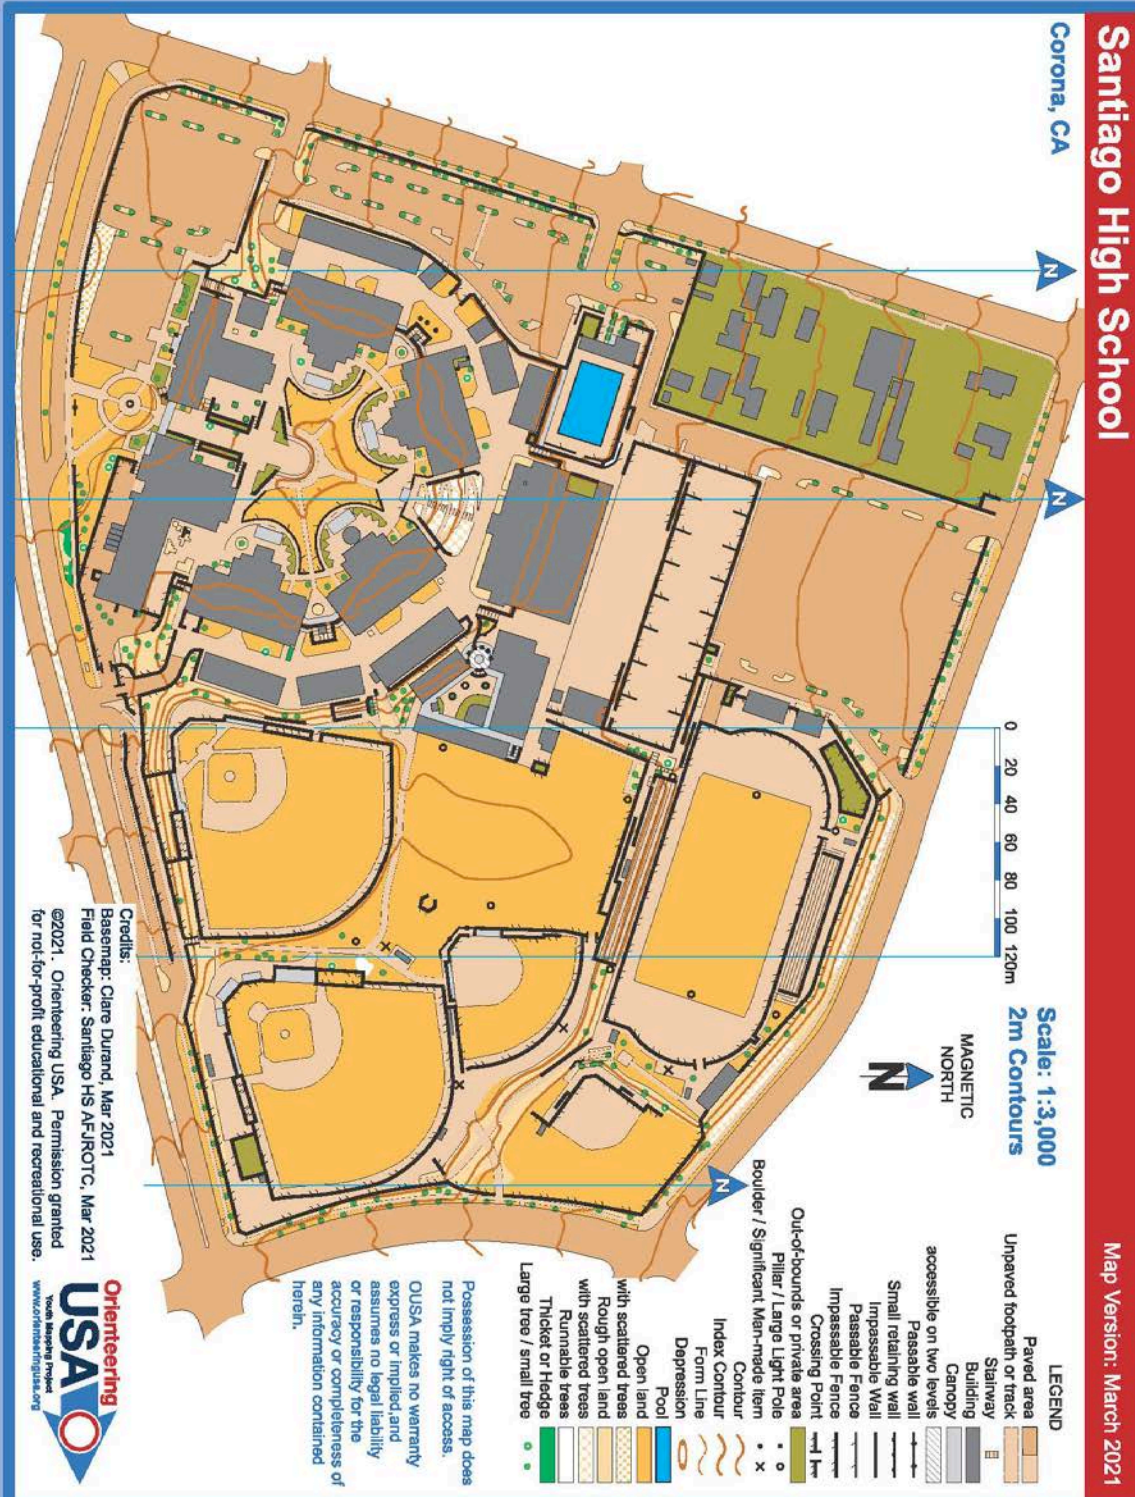 Santiago High School
Map Version: March 2021
Corona, CA
N
N
N
0 20 40 60 80 100 120m
Scale: 1:3,000
2m Contours
MAGNETIC
NORTH
N
LEGEND
Paved area
Unpaved footpath or track
Stairway
Building
Canopy
accessible on two levels
Passable wall
Small retaining wall
Impassable Wall
Passable Fence
Impassable Fence
Crossing Point
Out-of-bounds or private area
Pillar / Large Light Pole
Boulder / Significant Man-made item
Contour
Index Contour
Form Line
Depression
Pool
Open land
with scattered trees
Rough open land
with scattered trees
Runnable trees
Thicket or Hedge
Large tree / small tree
Possession of this map does
not imply right of access.
OUSA makes no warranty
express or implied,and
assumes no legal liability
or responsibility for the
accuracy or completeness of
any information contained
herein.
Credits:
Basemap: Clare Durand, Mar 2021
Field Checker: Santiago HS AFJROTC, Mar 2021
©2021. Orienteering USA. Permission granted
for not-for-profit educational and recreational use.
Orienteering
USA
Youth Mapping Project
www.orienteeringusa.org